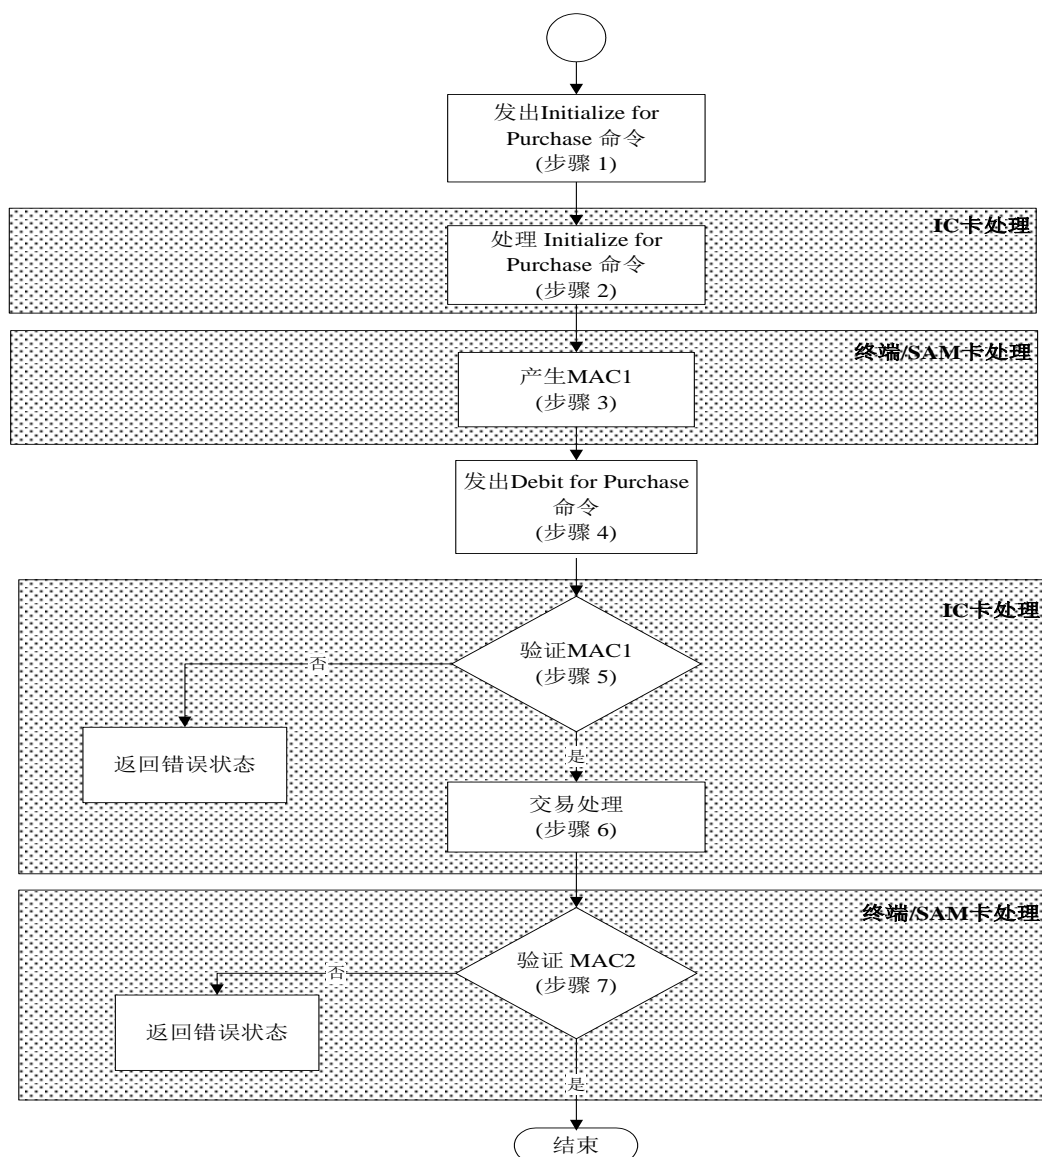 发出Initialize for
Purchase 命令
(步骤 1)
IC卡处理
处理 Initialize for
Purchase 命令
(步骤 2)
终端/SAM卡处理
产生MAC1
(步骤 3)
发出Debit for Purchase
命令
(步骤 4)
IC卡处理
验证MAC1
(步骤 5)
否
返回错误状态
是
交易处理
(步骤 6)
终端/SAM卡处理
验证 MAC2
(步骤 7)
否
返回错误状态
是
结束